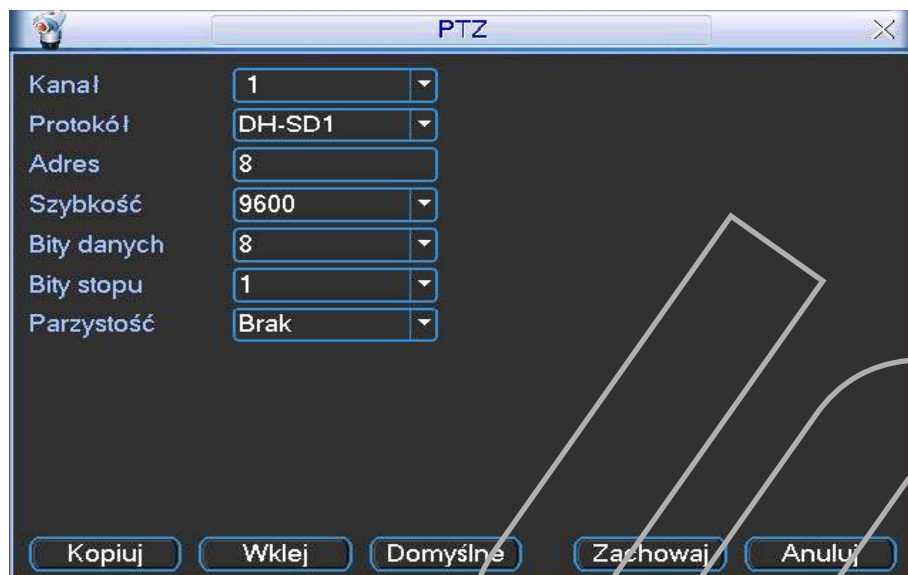 PTZ
Kanał 1
Protokół DH-SD1
Adres 8
Szybkość 9600
Bity danych 8
Bity stopu 1
Parzystość Brak
Kopiuj Wklej Domyślne Zachowaj Anuluj